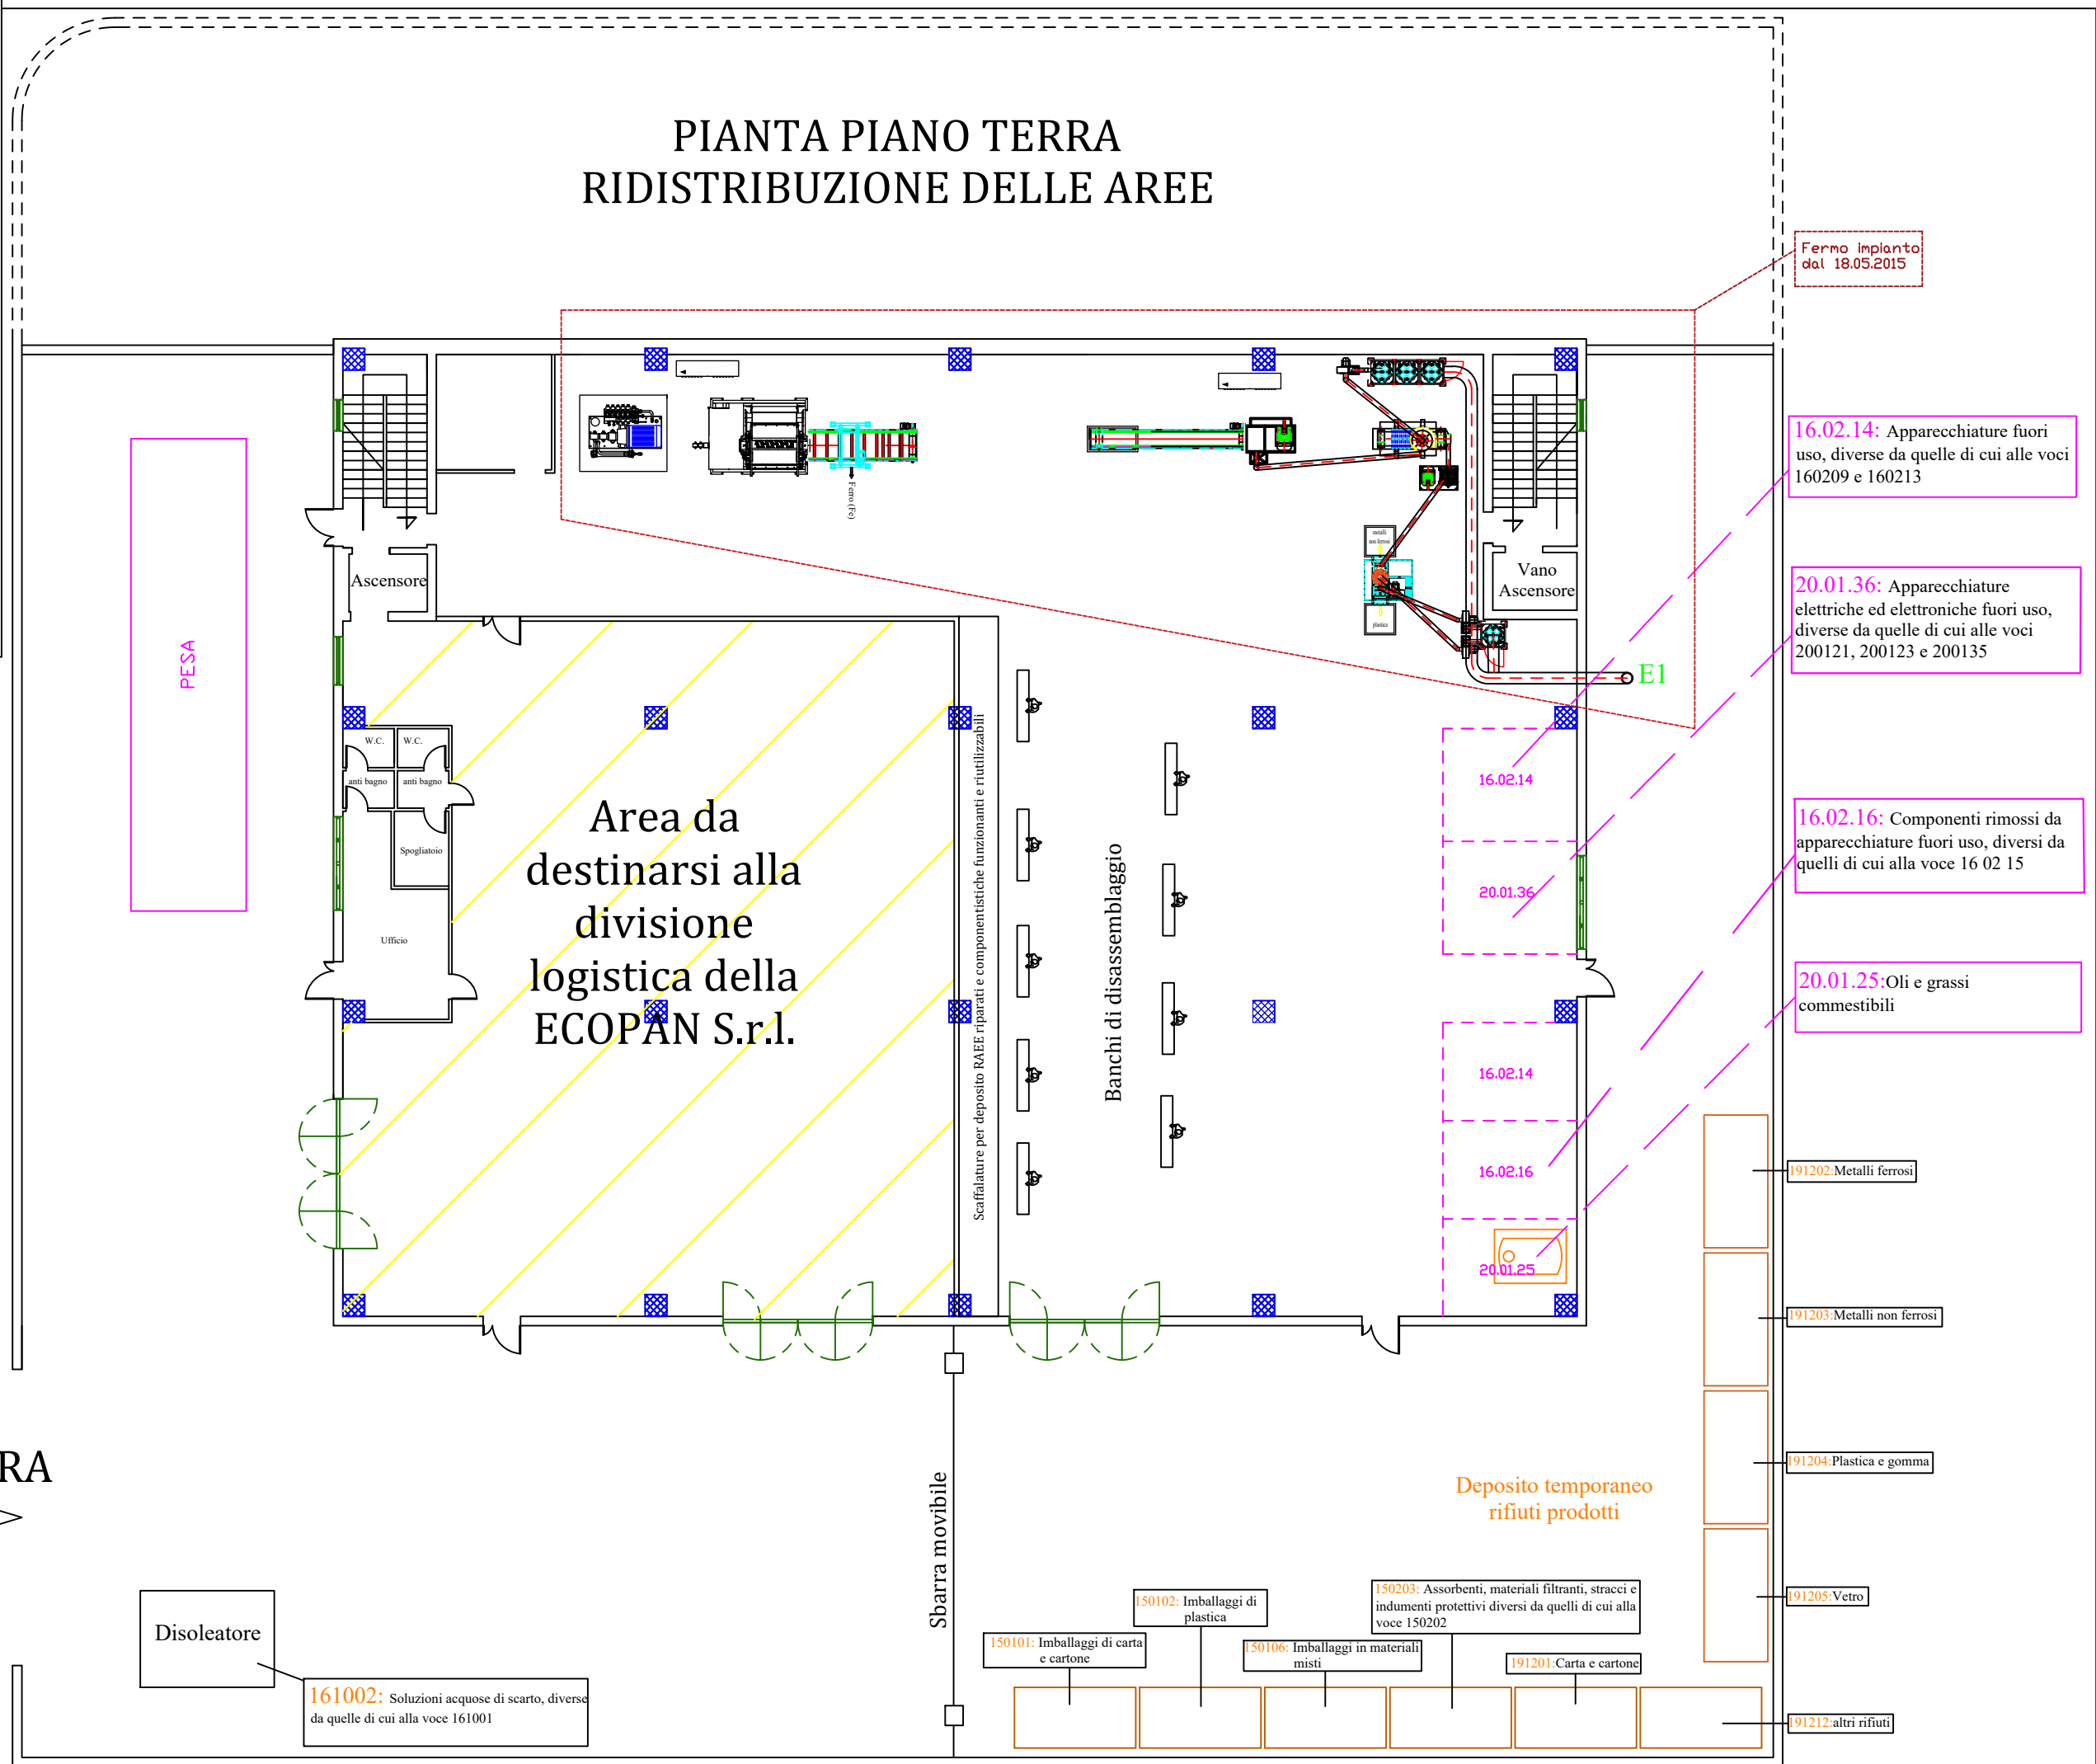 PIANTA PIANO TERRA
RIDISTRIBUZIONE DELLE AREE
Fermo impianto
dal 18.05.2015
16.02.14: Apparecchiature fuori
uso, diverse da quelle di cui alle voci
160209 e 160213
20.01.36: Apparecchiature
elettriche ed elettroniche fuori uso,
diverse da quelle di cui alle voci
200121, 200123 e 200135
16.02.16: Componenti rimossi da
apparecchiature fuori uso, diversi da
quelli di cui alla voce 16 02 15
20.01.25:Oli e grassi
commestibili
PESA
Ascensore
Ferro (Fe)
metalli
non ferrosi
plastica
Vano
Ascensore
E1
W.C.
W.C.
anti bagno
anti bagno
Spogliatoio
Ufficio
Area da
destinarsi alla
divisione
logistica della
ECOPAN S.r.l.
Scaffalature per deposito RAEE riparati e componentistiche funzionanti e riutilizzabili
Banchi di disassemblaggio
16.02.14
20.01.36
16.02.14
16.02.16
20.01.25
191202:Metalli ferrosi
191203:Metalli non ferrosi
191204:Plastica e gomma
191205:Vetro
191212:altri rifiuti
RA
Sbarra movibile
Deposito temporaneo
rifiuti prodotti
Disoleatore
161002: Soluzioni acquose di scarto, diverse
da quelle di cui alla voce 161001
150101: Imballaggi di carta
e cartone
150102: Imballaggi di
plastica
150106: Imballaggi in materiali
misti
150203: Assorbenti, materiali filtranti, stracci e
indumenti protettivi diversi da quelli di cui alla
voce 150202
191201:Carta e cartone